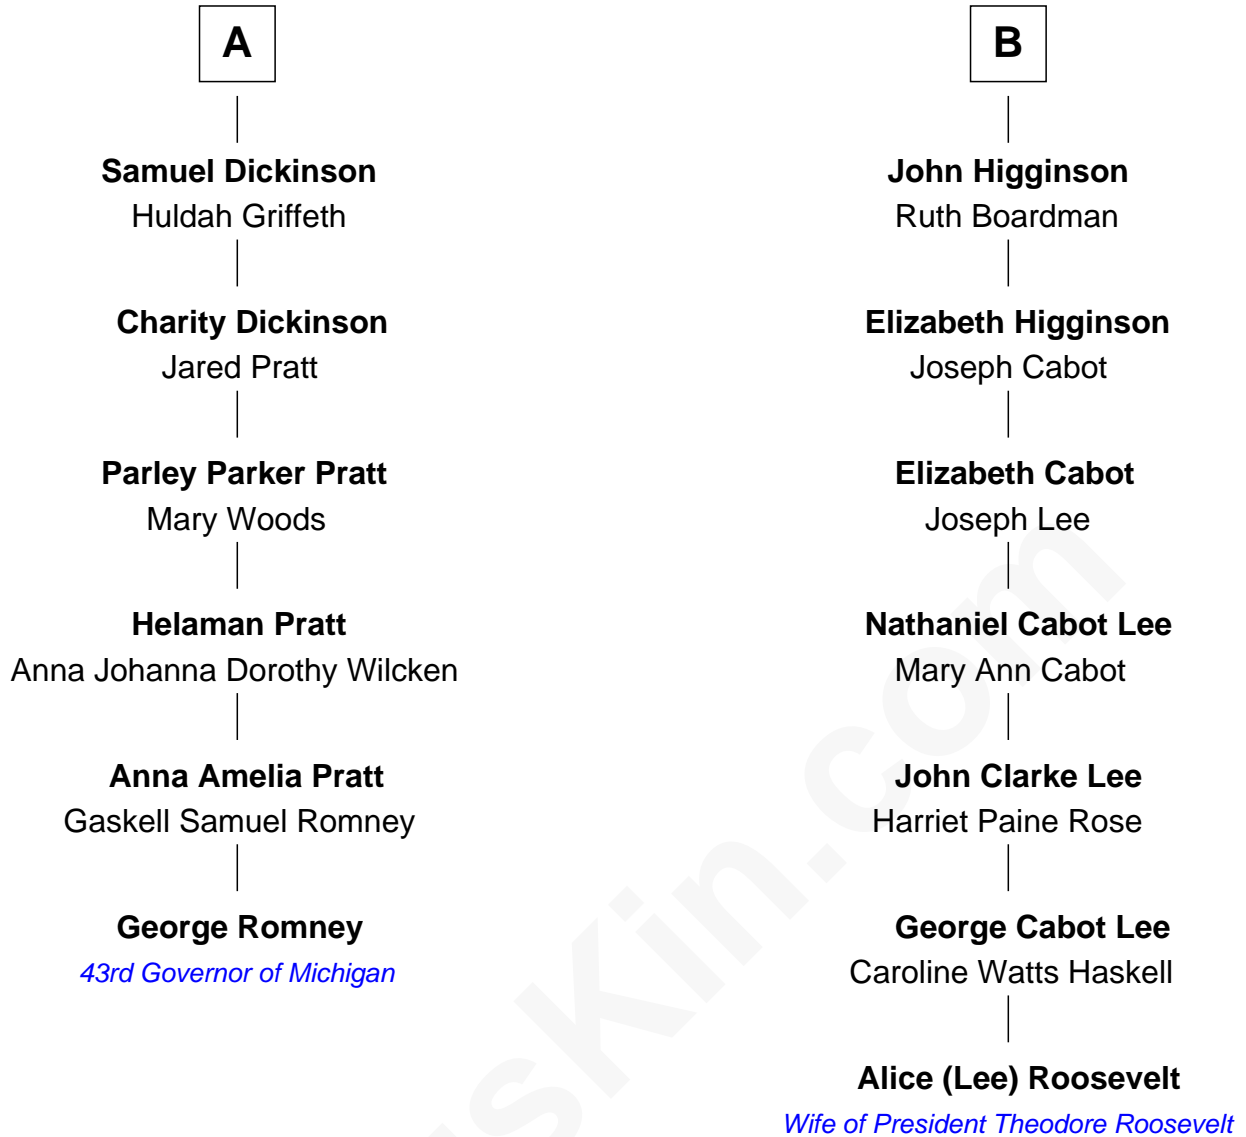 A
Samuel Dickinson
Huldah Griffeth
Charity Dickinson
Jared Pratt
Parley Parker Pratt
Mary Woods
Helaman Pratt
Anna Johanna Dorothy Wilcken
Anna Amelia Pratt
Gaskell Samuel Romney
George Romney
43rd Governor of Michigan
B
John Higginson
Ruth Boardman
Elizabeth Higginson
Joseph Cabot
Elizabeth Cabot
Joseph Lee
Nathaniel Cabot Lee
Mary Ann Cabot
John Clarke Lee
Harriet Paine Rose
George Cabot Lee
Caroline Watts Haskell
Alice (Lee) Roosevelt
Wife of President Theodore Roosevelt
sKin.com